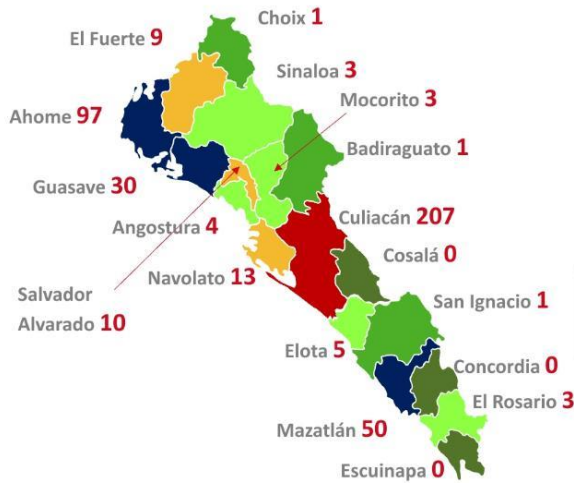 Choix 1
El Fuerte 9
Sinaloa 3
Mocorito 3
Ahome 97
Badiraguato 1
Guasave 30
Culiacán 207
Angostura 4
Cosalá 0
Navolato 13
Salvador
Alvarado 10
San Ignacio 1
Elota 5
Concordia 0
El Rosario 3
Mazatlán 50
Escuinapa 0